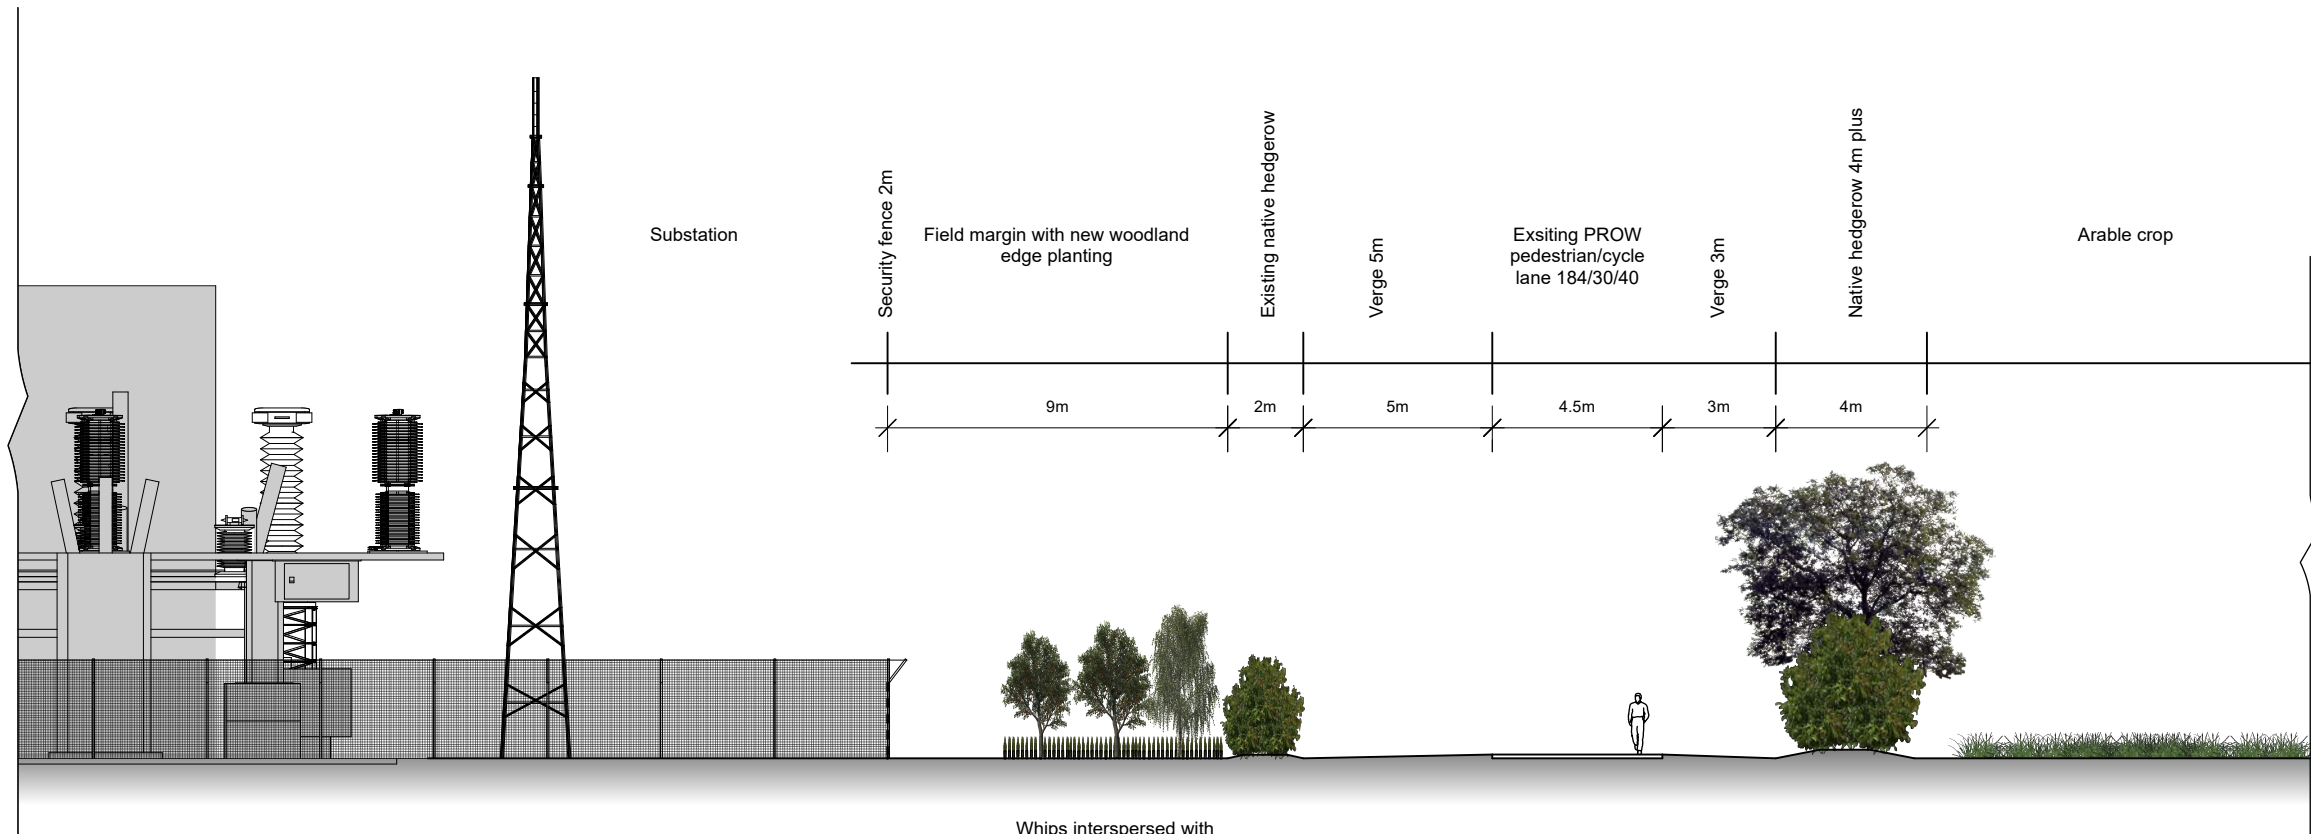 Substation
Security fence 2m
Field margin with new woodland
edge planting
Existing native hedgerow
Verge 5m
Exsiting PROW
pedestrian/cycle
lane 184/30/40
Verge 3m
Native hedgerow 4m plus
Arable crop
9m
2m
5m
4.5m
3m
4m
Whips interspersed with